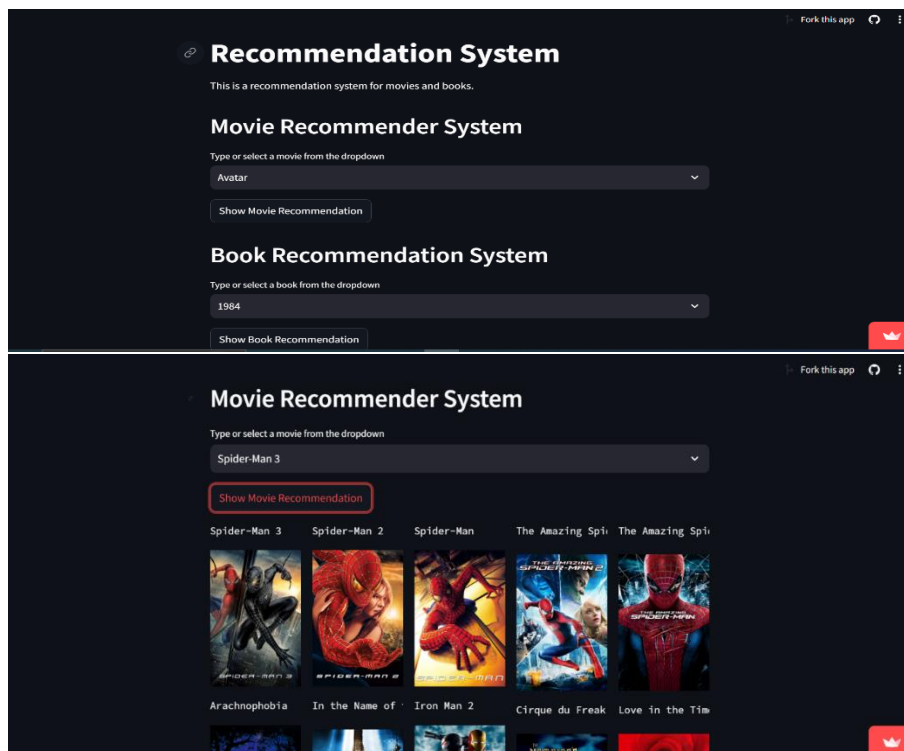 Fork this app
Recommendation System
This is a recommendation system for movies and books.
Movie Recommender System
Type or select a movie from the dropdown
Avatar
Show Movie Recommendation
Book Recommendation System
Type or select a book from the dropdown
1984
Show Book Recommendation
Fork this app
Movie Recommender System
Type or select a movie from the dropdown
Spider-Man 3
Show Movie Recommendation
Spider-Man 3 Spider-Man 2 Spider-Man The Amazing Spi The Amazing Spi
THE AMAZING
SPIDER-MAN 2
THE AMAZING
SPIDER-MAN
SPIDER-MAN 3 SPIDER-MAN 2 SPIDER-MAN
Arachnophobia In the Name of Iron Man 2 Cirque du Freak Love in the Tim